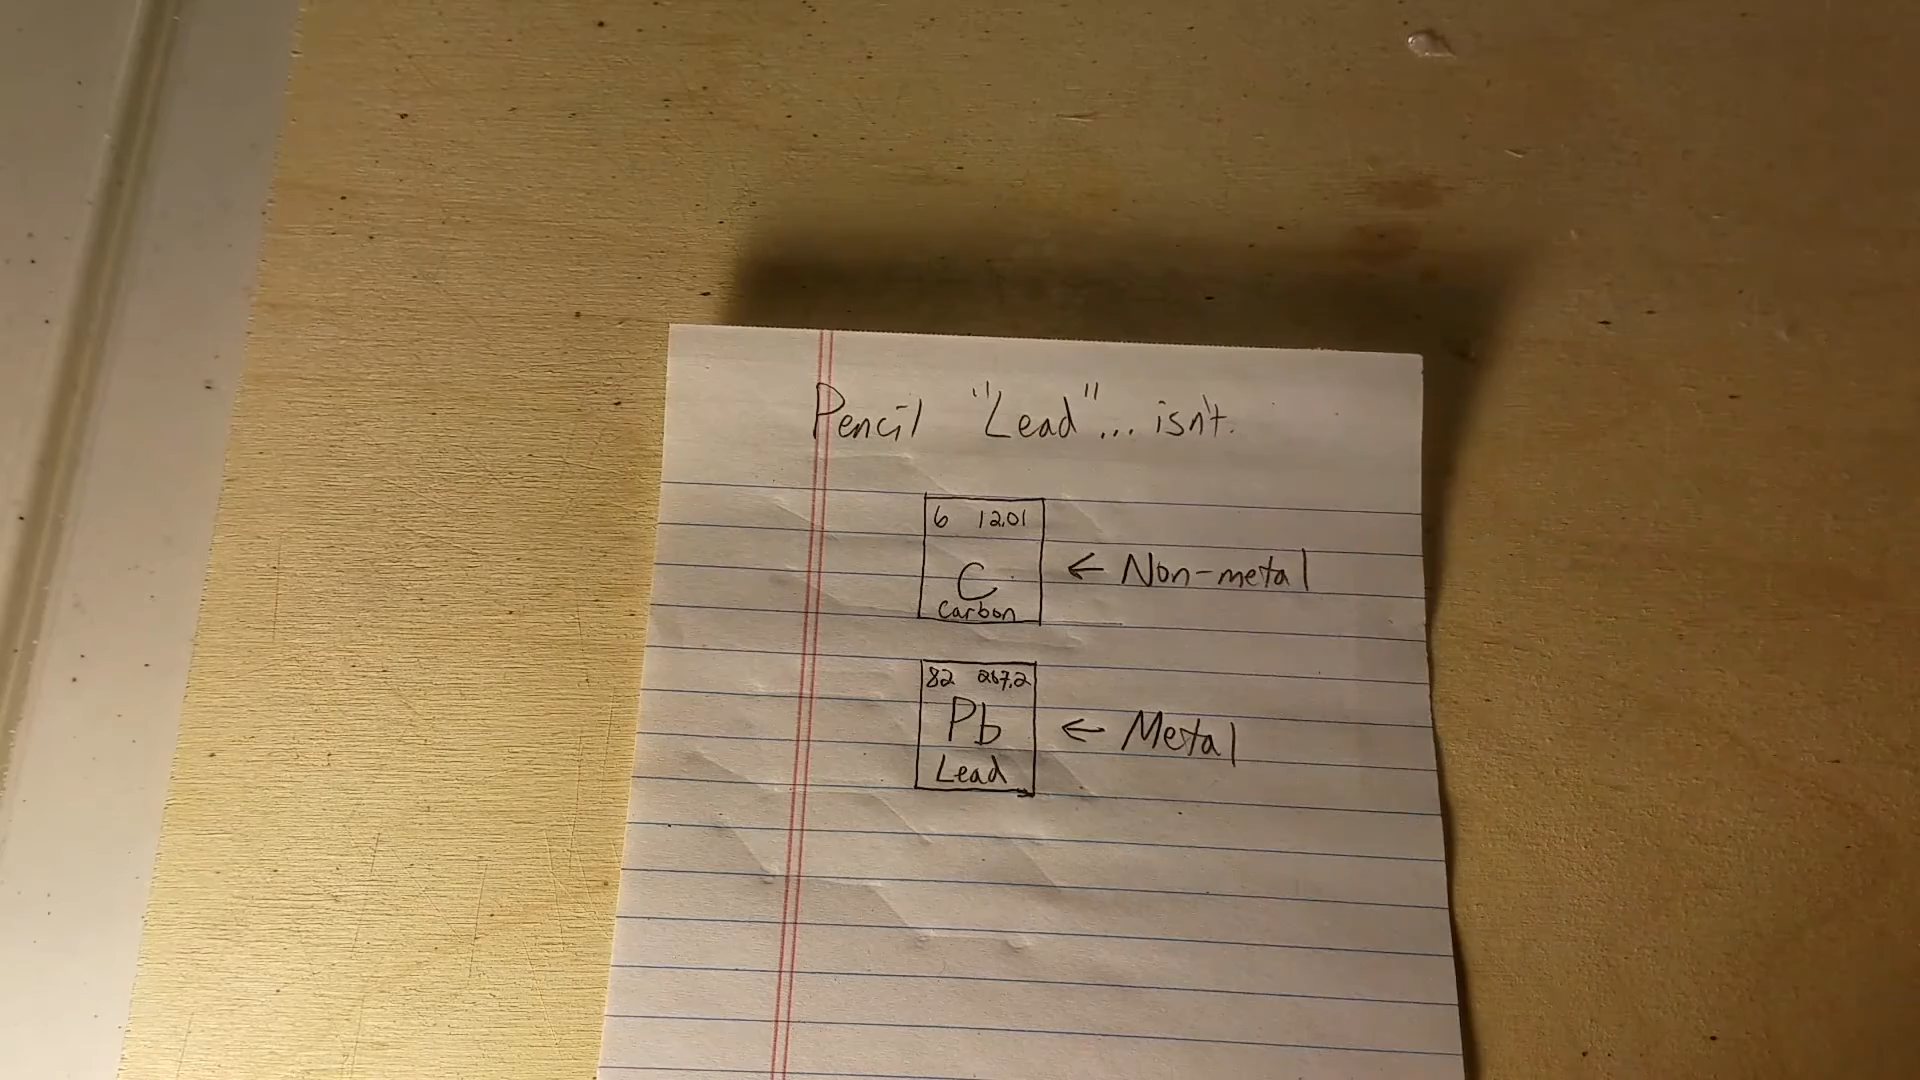 Pencil "Lead"... isn't.
6 12.01
C
Carbon
← Non-metal
82 207.2
Pb
Lead
← Metal